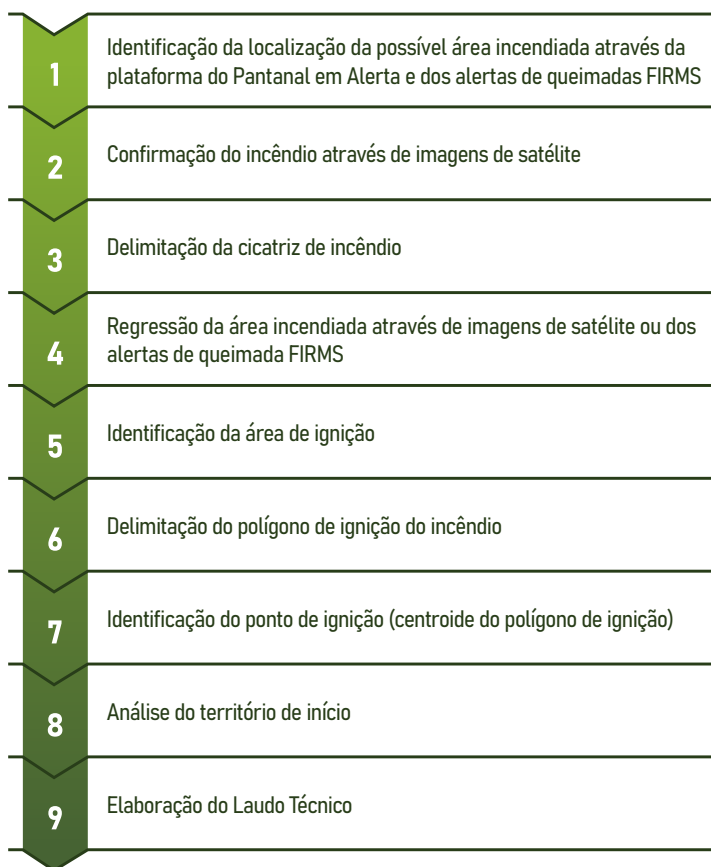 1
Identificação da localização da possível área incendiada através da
plataforma do Pantanal em Alerta e dos alertas de queimadas FIRMS
2
Confirmação do incêndio através de imagens de satélite
3
Delimitação da cicatriz de incêndio
4
Regressão da área incendiada através de imagens de satélite ou dos
alertas de queimada FIRMS
5
Identificação da área de ignição
6
Delimitação do polígono de ignição do incêndio
7
Identificação do ponto de ignição (centroide do polígono de ignição)
8
Análise do território de início
9
Elaboração do Laudo Técnico